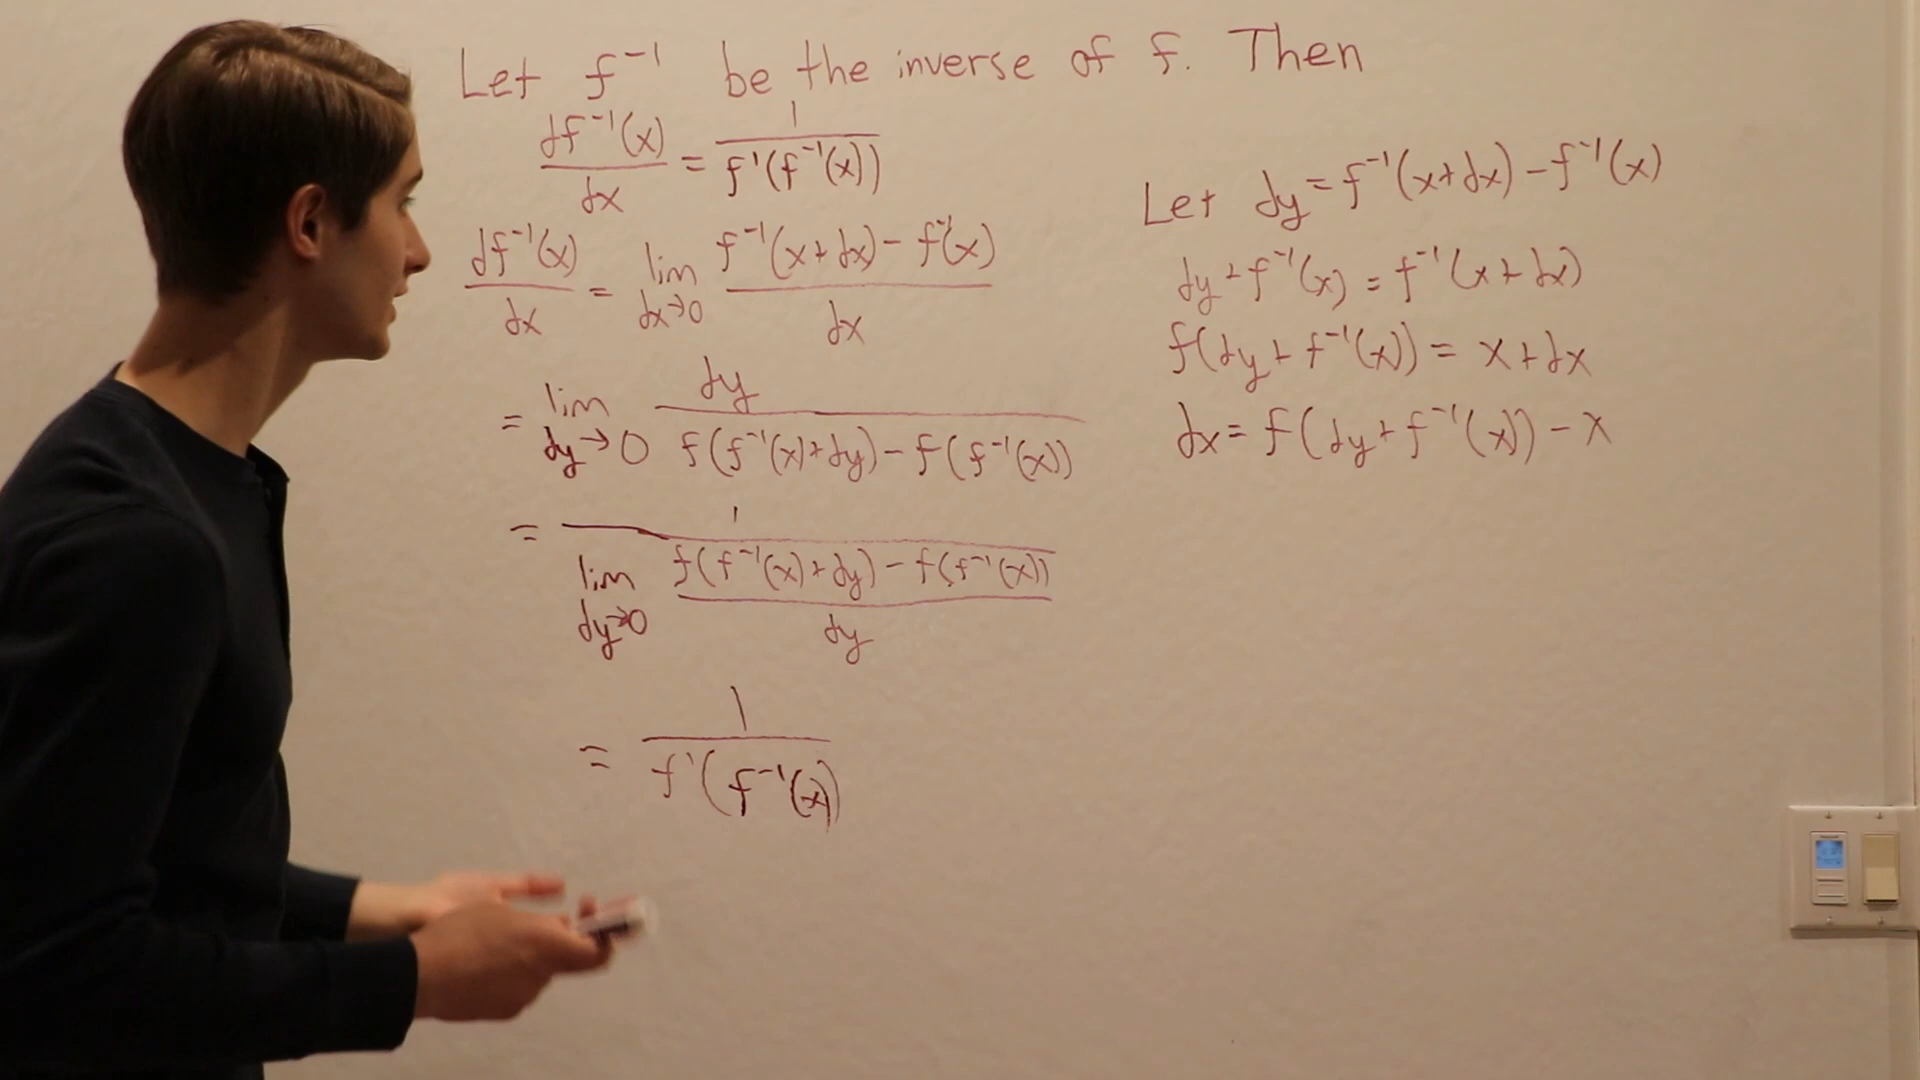 Let f⁻¹ be the inverse of f. Then
df⁻¹(x)/dx = 1/f'(f⁻¹(x))
df⁻¹(x)/dx = lim dx→0 (f⁻¹(x+dx) - f⁻¹(x))/dx
= lim dy→0 dy/(f(f⁻¹(x)+dy) - f(f⁻¹(x)))
= 1/(lim dy→0 (f(f⁻¹(x)+dy) - f(f⁻¹(x)))/dy)
= 1/f'(f⁻¹(x)
Let dy = f⁻¹(x+dx) - f⁻¹(x)
dy + f⁻¹(x) = f⁻¹(x+dx)
f(dy + f⁻¹(x)) = x+dx
dx = f(dy + f⁻¹(x)) - x